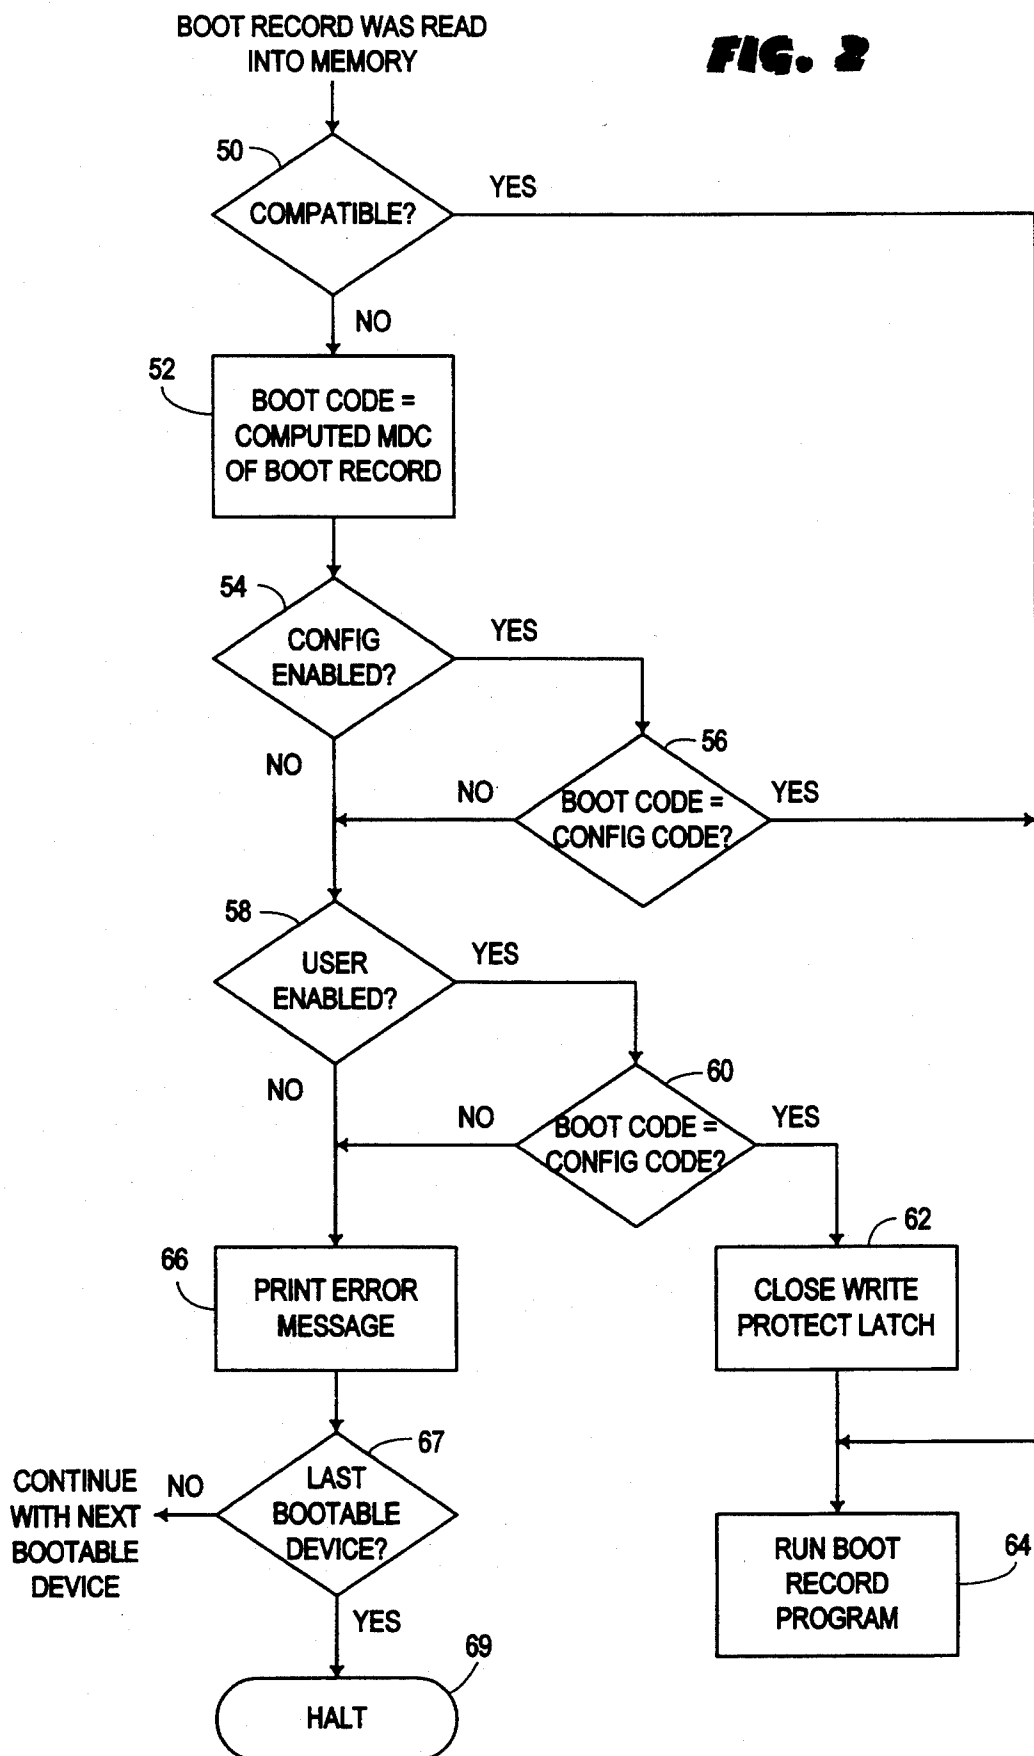 BOOT RECORD WAS READ
INTO MEMORY
FIG. 2
50
COMPATIBLE?
YES
NO
52
BOOT CODE =
COMPUTED MDC
OF BOOT RECORD
54
CONFIG
ENABLED?
YES
NO
56
BOOT CODE =
CONFIG CODE?
NO
YES
58
USER
ENABLED?
YES
NO
60
BOOT CODE =
CONFIG CODE?
NO
YES
62
CLOSE WRITE
PROTECT LATCH
66
PRINT ERROR
MESSAGE
67
LAST
BOOTABLE
DEVICE?
NO
CONTINUE
WITH NEXT
BOOTABLE
DEVICE
YES
64
RUN BOOT
RECORD
PROGRAM
69
HALT